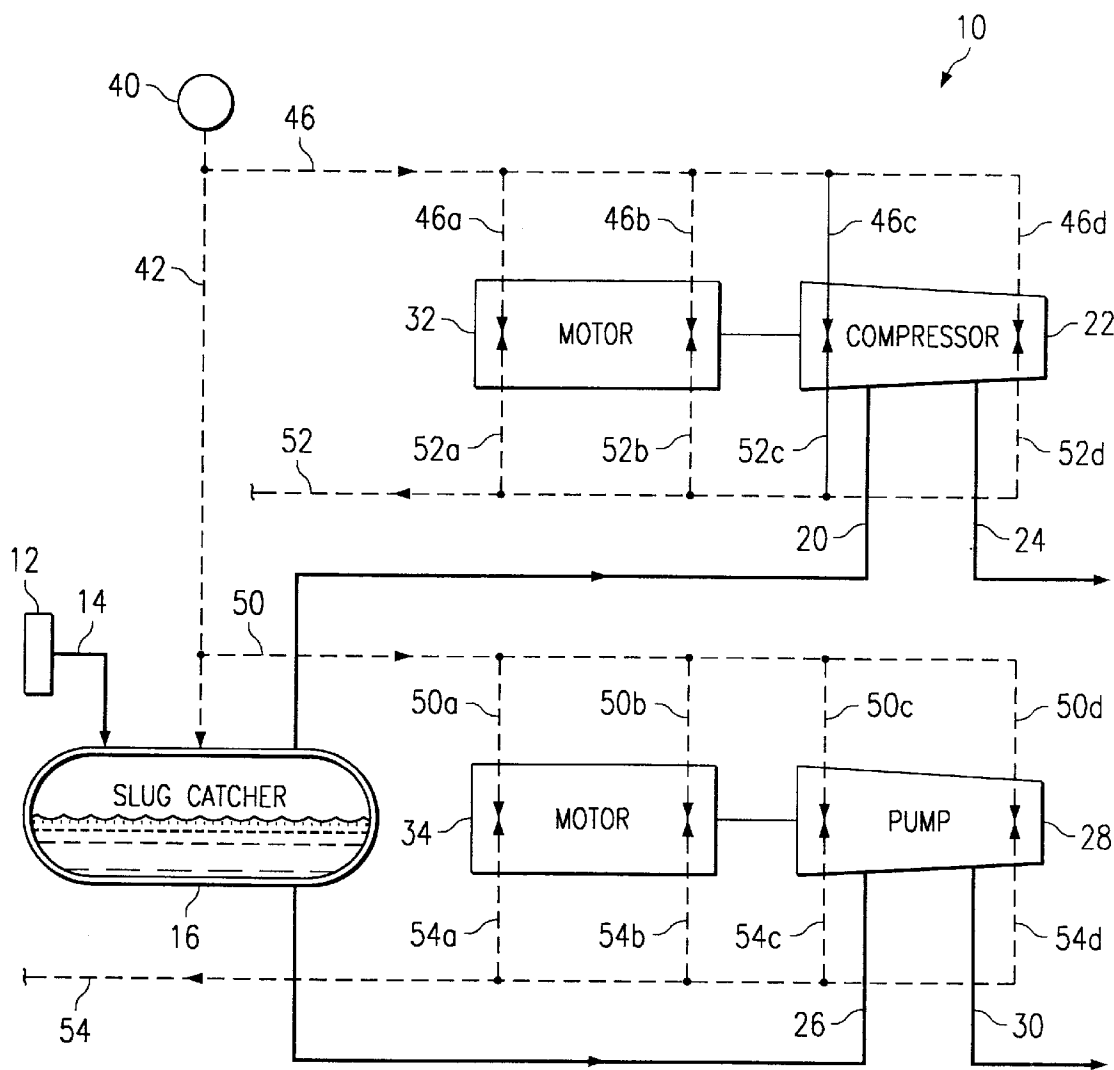 10
40
46
46a
46b
46c
46d
42
32
MOTOR
COMPRESSOR
22
52
52a
52b
52c
52d
20
24
12
14
50
50a
50b
50c
50d
SLUG CATCHER
34
MOTOR
PUMP
28
16
54a
54b
54c
54d
54
26
30